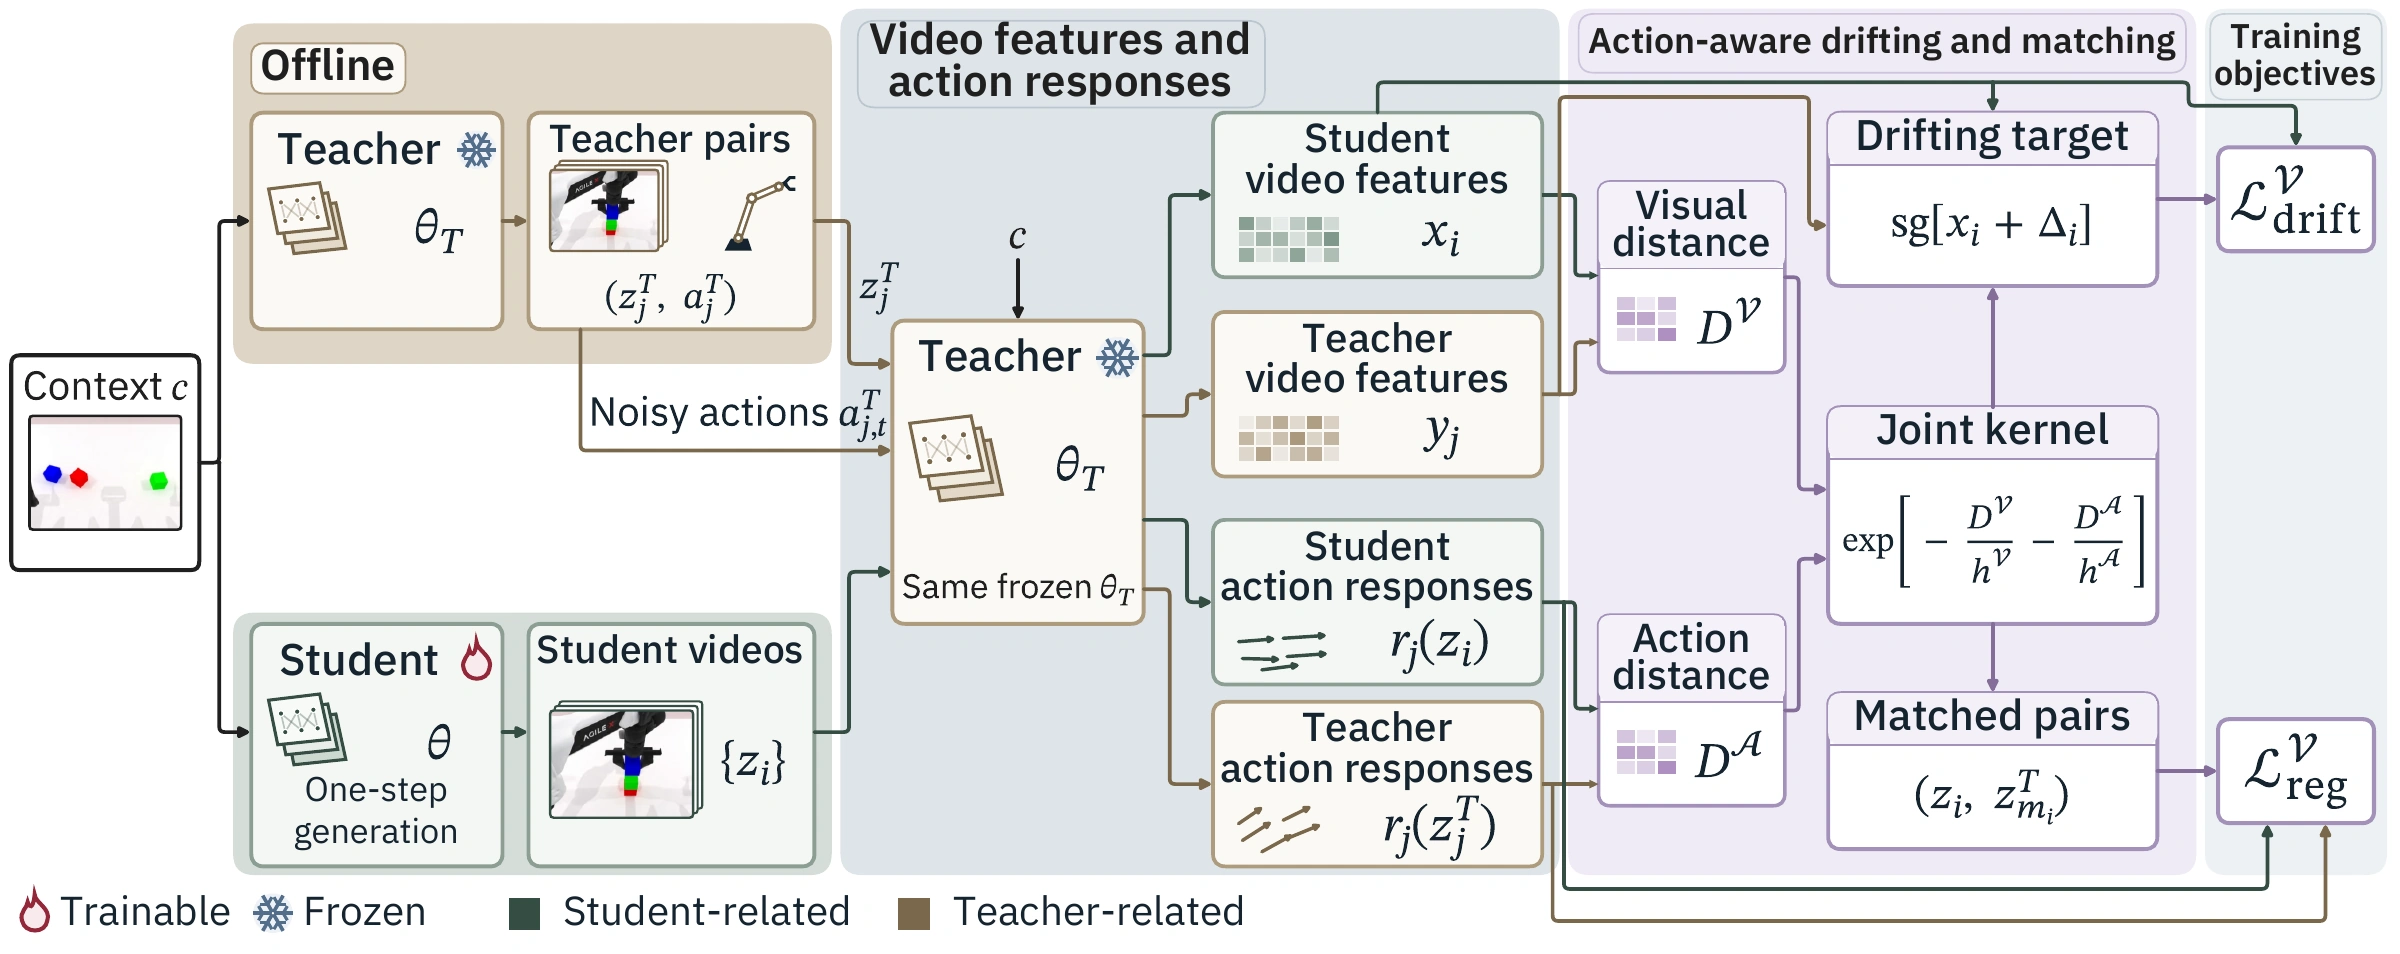 Offline
Teacher
θ_T
Teacher pairs
AGILE
(z_j^T, a_j^T)
Context c
Student
θ
One-step
generation
Student videos
AGILE
{z_i}
Video features and
action responses
z_j^T
Noisy actions a_{j,t}^T
c
Teacher
θ_T
Same frozen θ_T
Student
video features
x_i
Teacher
video features
y_j
Student
action responses
r_j(z_i)
Teacher
action responses
r_j(z_j^T)
Action-aware drifting and matching
Visual
distance
D^𝒱
Action
distance
D^𝒜
Drifting target
sg[x_i + Δ_i]
Joint kernel
exp[ − D^𝒱/h^𝒱 − D^𝒜/h^𝒜 ]
Matched pairs
(z_i, z_{m_i}^T)
Training
objectives
ℒ_drift^𝒱
ℒ_reg^𝒱
Trainable
Frozen
Student-related
Teacher-related